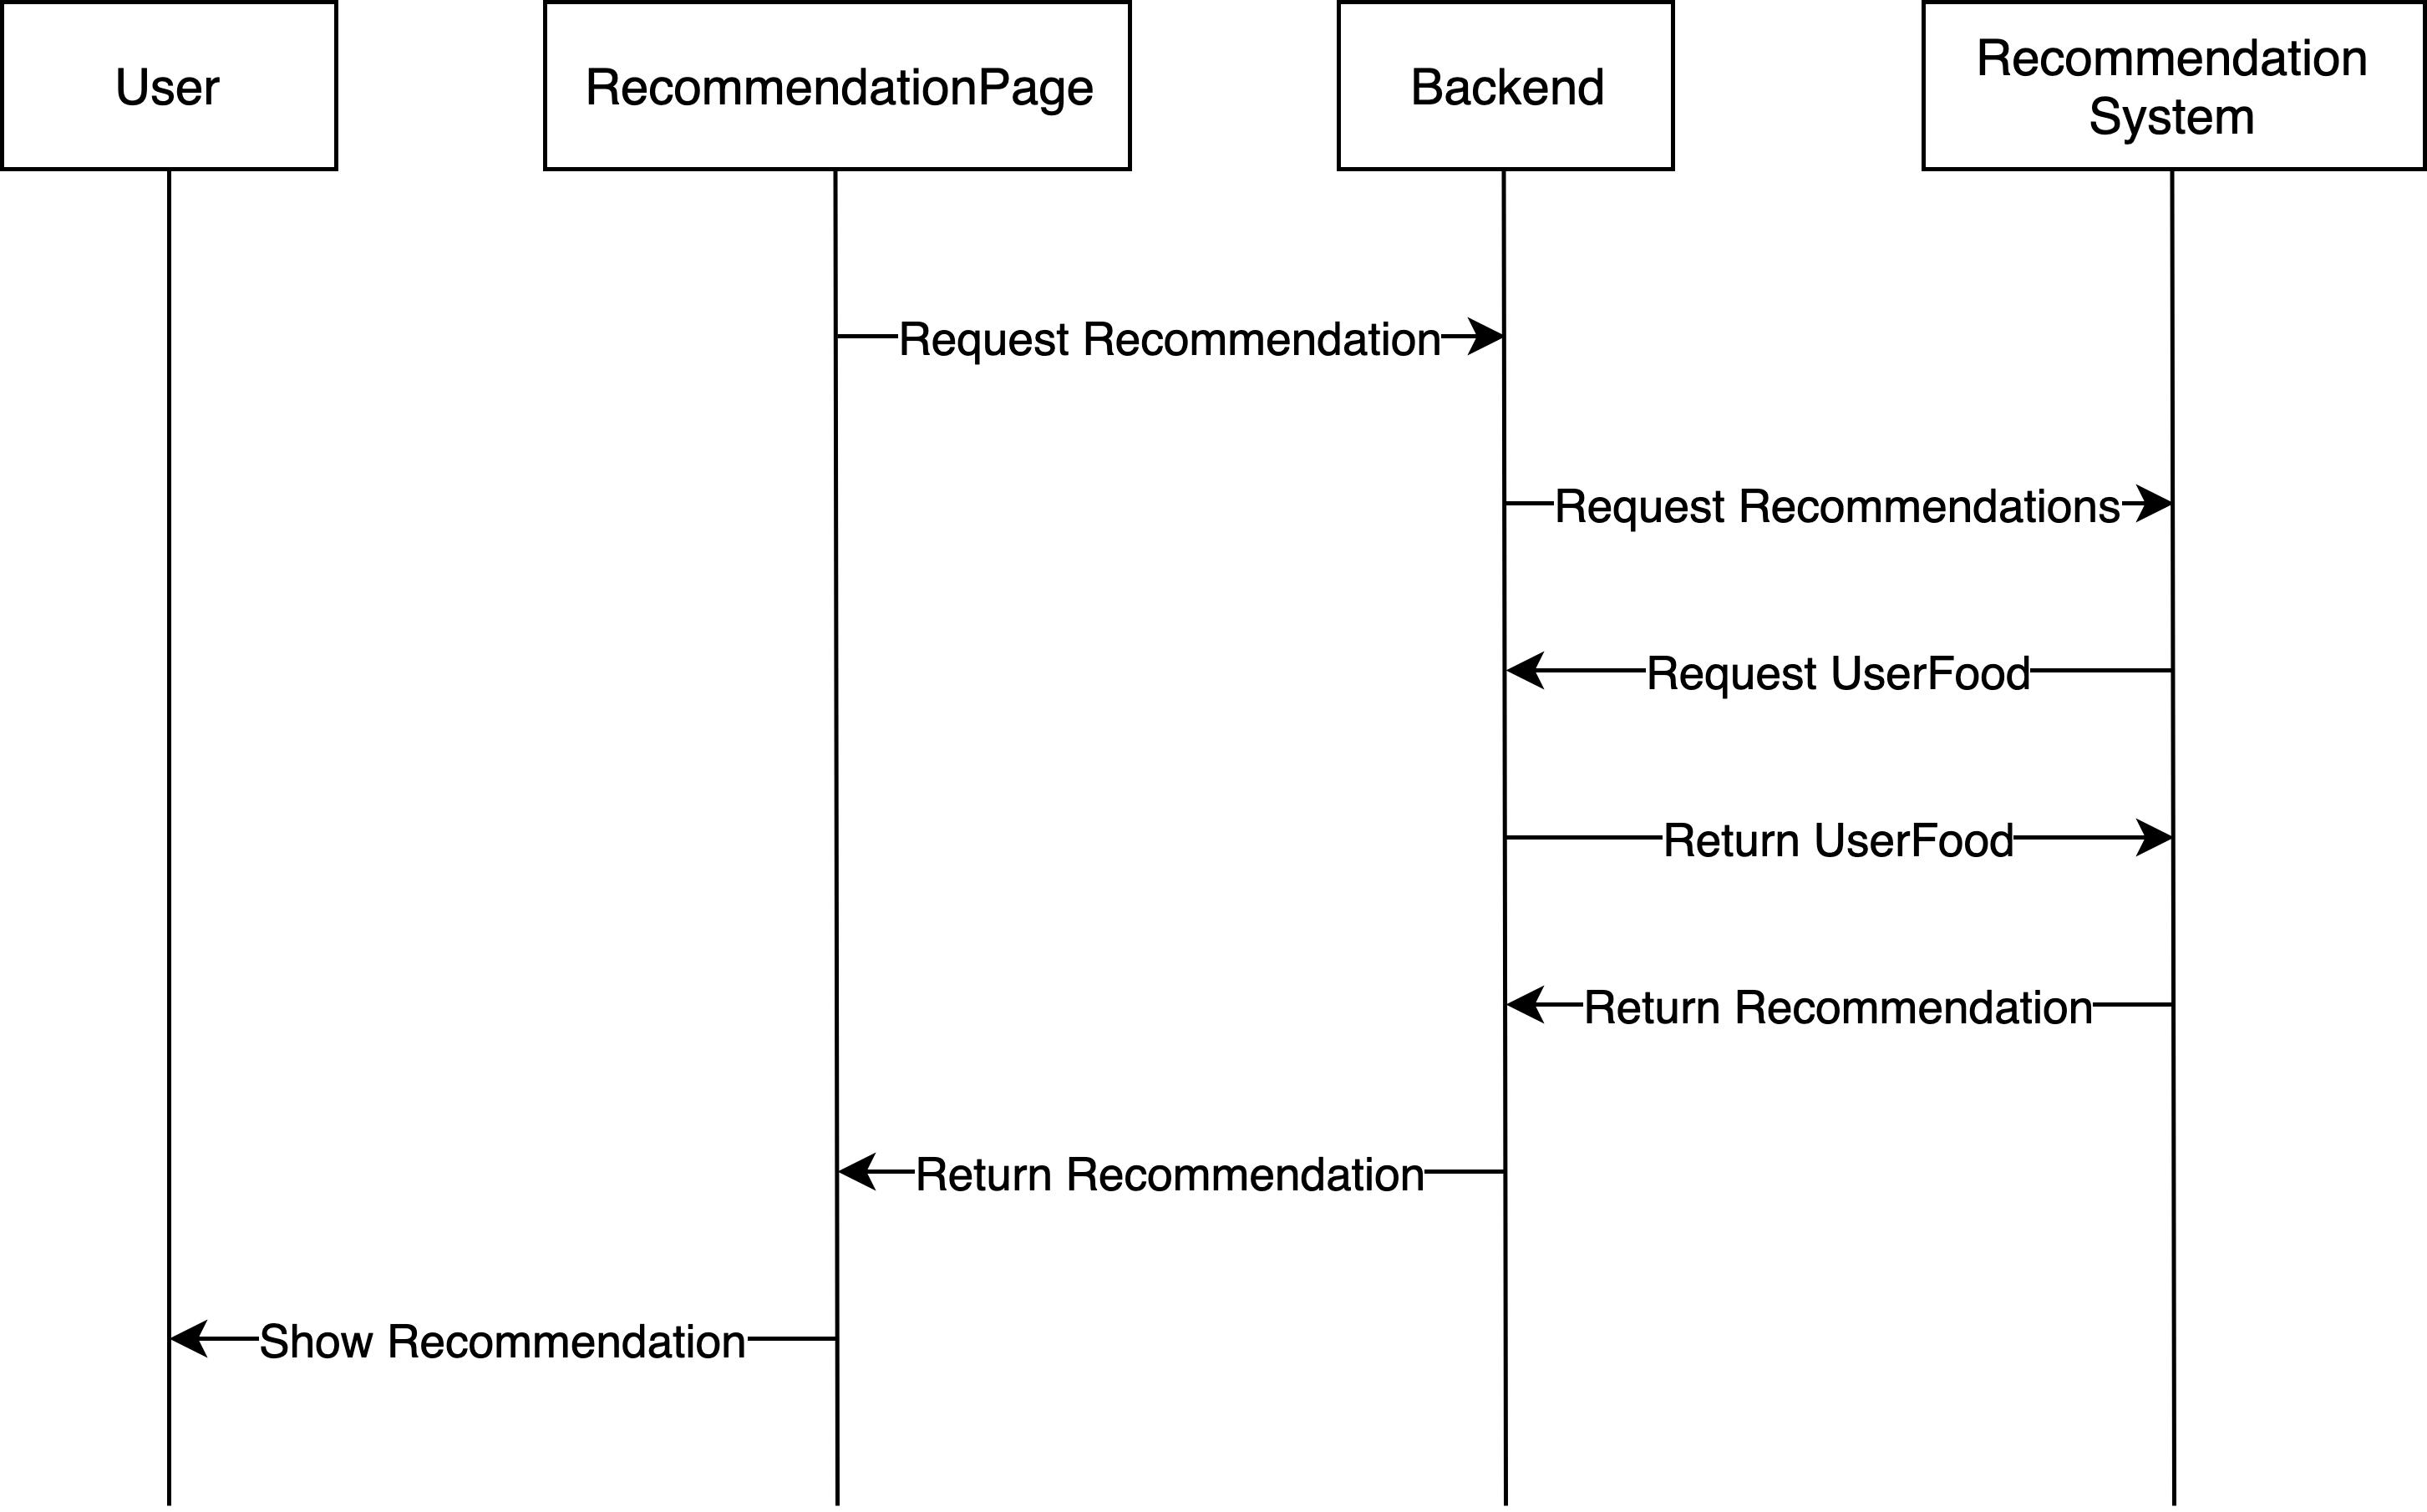 User
RecommendationPage
Backend
Recommendation
System
Request Recommendation
Request Recommendations
Request UserFood
Return UserFood
Return Recommendation
Return Recommendation
Show Recommendation